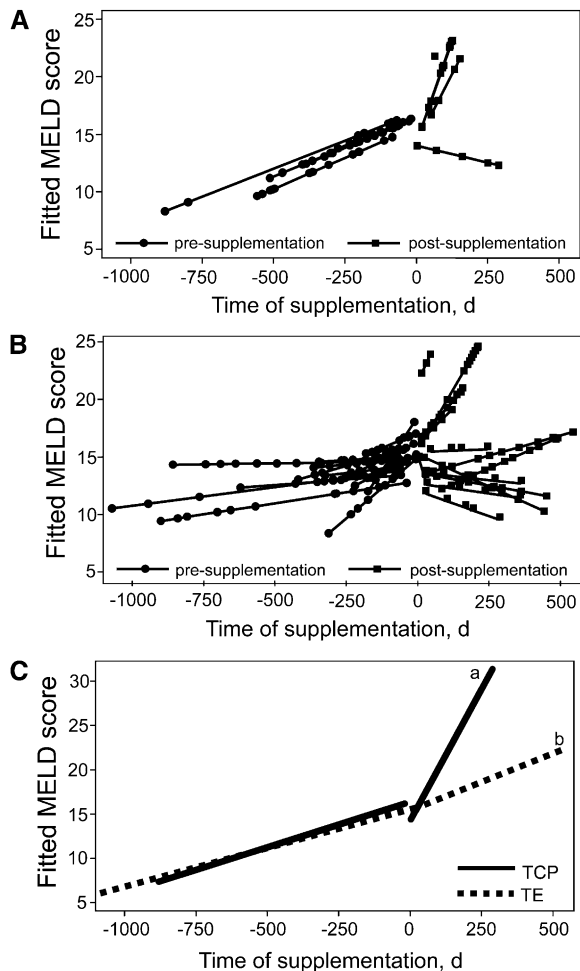 A
Fitted MELD score
25
20
15
10
5
pre-supplementation post-supplementation
-1000 -750 -500 -250 0 250 500
Time of supplementation, d
B
Fitted MELD score
25
20
15
10
5
pre-supplementation post-supplementation
-1000 -750 -500 -250 0 250 500
Time of supplementation, d
C
Fitted MELD score
30
25
20
15
10
5
a
b
TCP
TE
-1000 -750 -500 -250 0 250 500
Time of supplementation, d